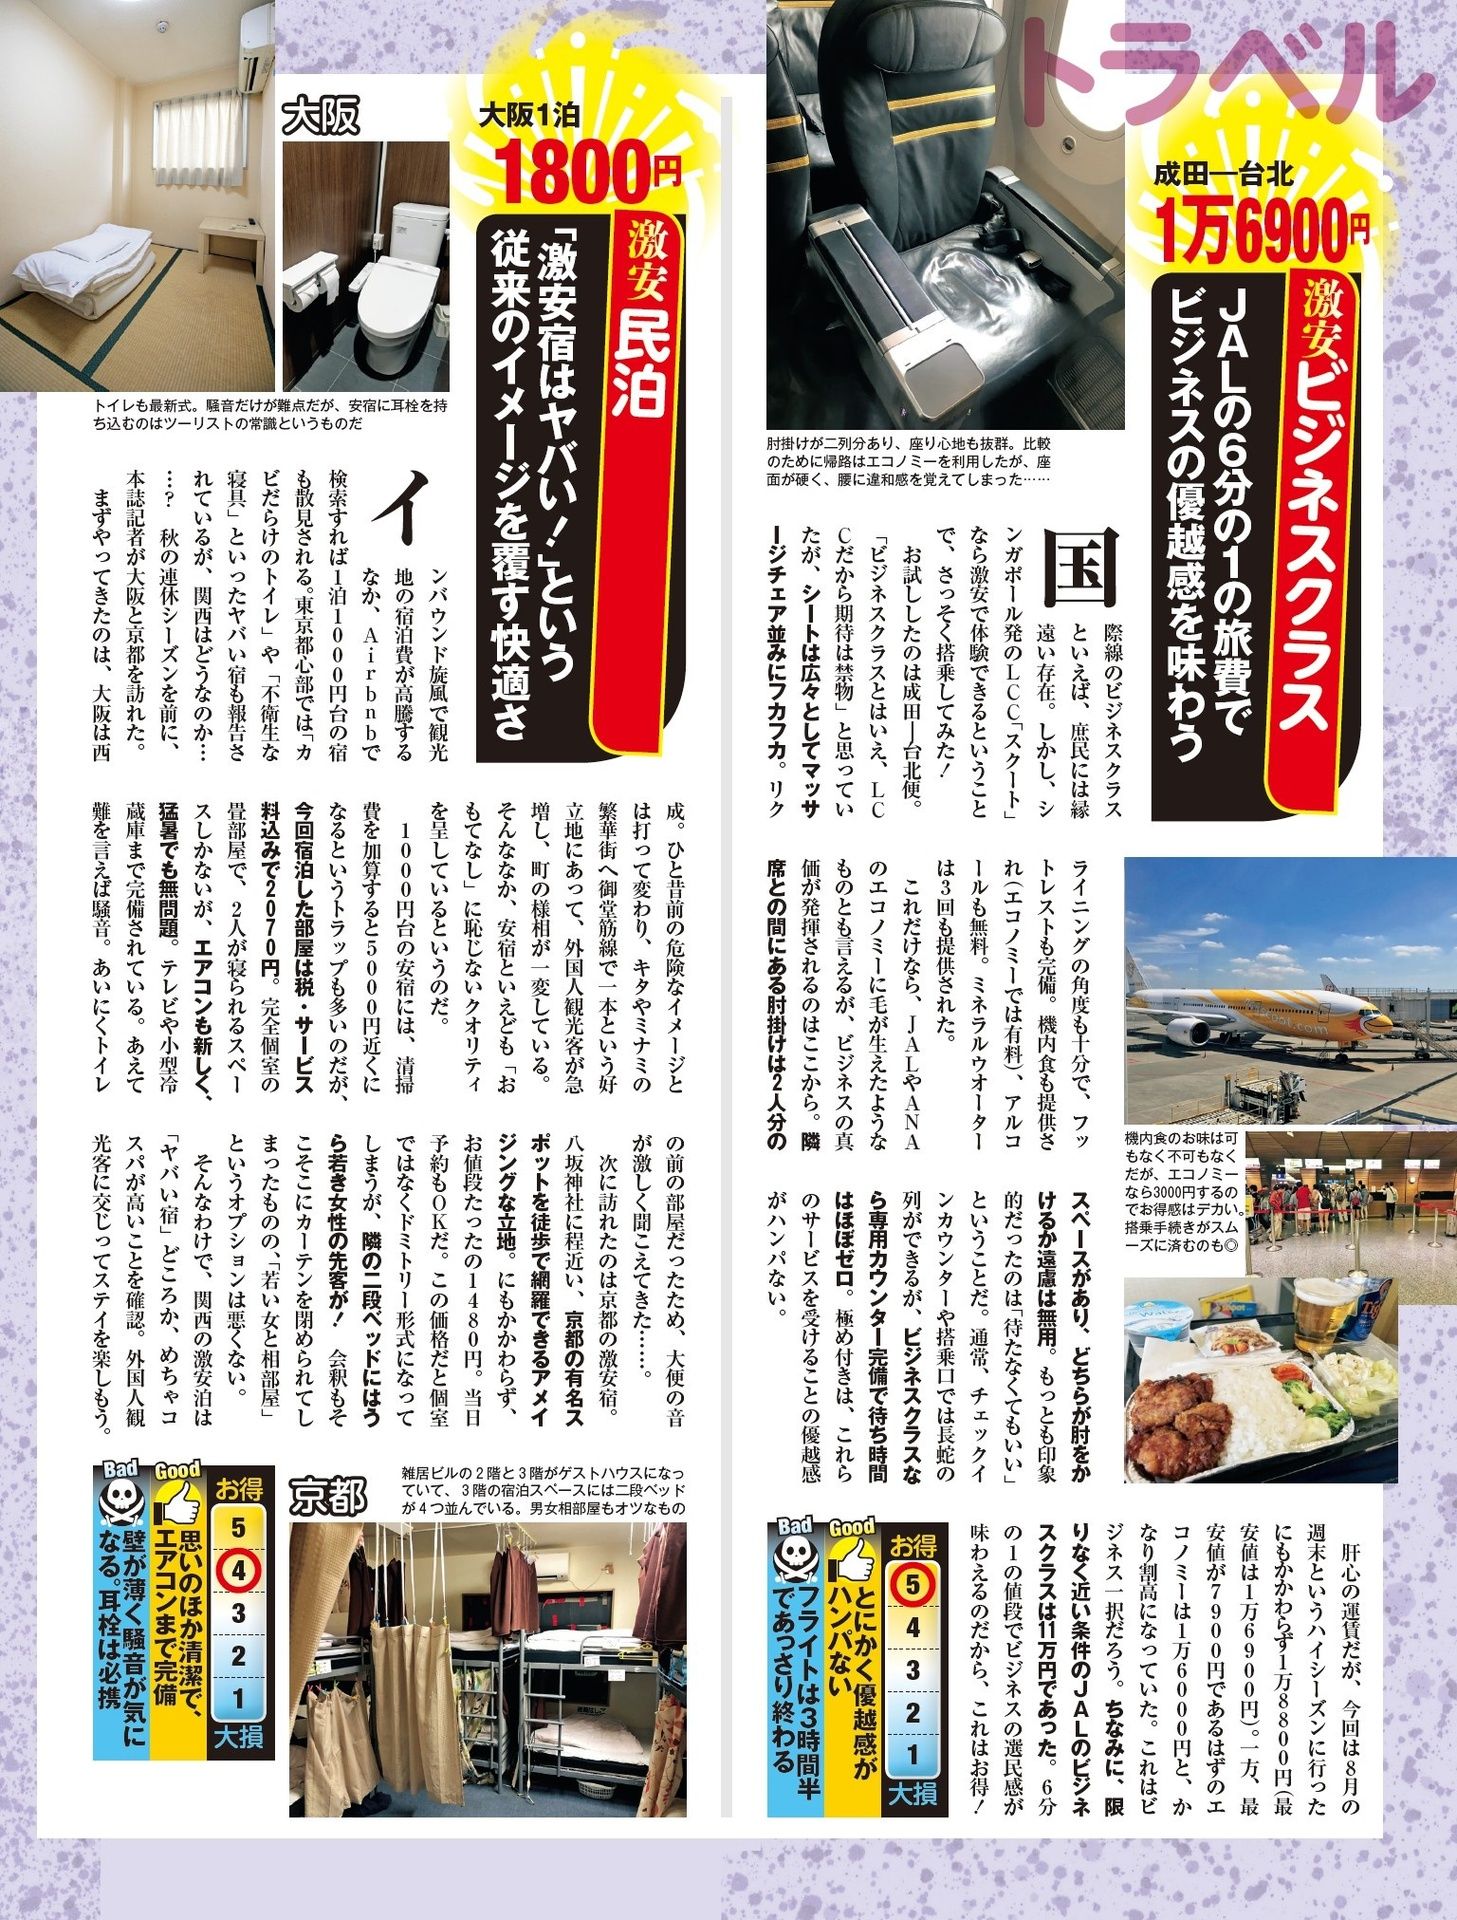 トラベル
成田―台北
1万6900円
激安ビジネスクラス
JALの6分の1の旅費で
ビジネスの優越感を味わう
肘掛けが二列分あり、座り心地も抜群。比較
のために帰路はエコノミーを利用したが、座
面が硬く、腰に違和感を覚えてしまった……
国際線のビジネスクラス
といえば、庶民には縁
遠い存在。しかし、シ
ンガポール発のLCC「スクート」
なら激安で体験できるということ
で、さっそく搭乗してみた！
お試ししたのは成田―台北便。
「ビジネスクラスとはいえ、LC
Cだから期待は禁物」と思ってい
たが、シートは広々としてマッサ
ージチェア並みにフカフカ。リク
ライニングの角度も十分で、フッ
トレストも完備。機内食も提供さ
れ(エコノミーでは有料)、アルコ
ールも無料。ミネラルウオーター
は3回も提供された。
これだけなら、JALやANA
のエコノミーに毛が生えたような
ものとも言えるが、ビジネスの真
価が発揮されるのはここから。隣
席との間にある肘掛けは2人分の
スペースがあり、どちらが肘をか
けるか遠慮は無用。もっとも印象
的だったのは「待たなくてもいい」
ということだ。通常、チェックイ
ンカウンターや搭乗口では長蛇の
列ができるが、ビジネスクラスな
ら専用カウンター完備で待ち時間
はほぼゼロ。極め付きは、これら
のサービスを受けることの優越感
がハンパない。
scoot.com
機内食のお味は可
もなく不可もなく
だが、エコノミー
なら3000円するの
でお得感はデカい。
搭乗手続きがスム
ーズに済むのも◎
肝心の運賃だが、今回は8月の
週末というハイシーズンに行った
にもかかわらず1万8800円(最
安値は1万6900円)。一方、最
安値が7900円であるはずのエ
コノミーは1万6000円と、か
なり割高になっていた。これはビ
ジネス一択だろう。ちなみに、限
りなく近い条件のJALのビジネ
スクラスは11万円であった。6分
の1の値段でビジネスの選民感が
味わえるのだから、これはお得！
お得
5
4
3
2
1
大損
Good
とにかく優越感が
ハンパない
Bad
フライトは3時間半
であっさり終わる
大阪1泊
1800円
激安民泊
「激安宿はヤバい！」という
従来のイメージを覆す快適さ
大阪
トイレも最新式。騒音だけが難点だが、安宿に耳栓を持
ち込むのはツーリストの常識というものだ
インバウンド旋風で観光
地の宿泊費が高騰する
なか、Airbnbで
検索すれば1泊1000円台の宿
も散見される。東京都心部では「カ
ビだらけのトイレ」や「不衛生な
寝具」といったヤバい宿も報告さ
れているが、関西はどうなのか…
…？　秋の連休シーズンを前に、
本誌記者が大阪と京都を訪れた。
まずやってきたのは、大阪は西
成。ひと昔前の危険なイメージと
は打って変わり、キタやミナミの
繁華街へ御堂筋線で一本という好
立地にあって、外国人観光客が急
増し、町の様相が一変している。
そんななか、安宿といえども「お
もてなし」に恥じないクオリティ
を呈しているというのだ。
1000円台の安宿には、清掃
費を加算すると5000円近くに
なるというトラップも多いのだが、
今回宿泊した部屋は税・サービス
料込みで2070円。完全個室の
畳部屋で、2人が寝られるスペー
スしかないが、エアコンも新しく、
猛暑でも無問題。テレビや小型冷
蔵庫まで完備されている。あえて
難を言えば騒音。あいにくトイレ
の前の部屋だったため、大便の音
が激しく聞こえてきた……。
次に訪れたのは京都の激安宿。
八坂神社に程近い、京都の有名ス
ポットを徒歩で網羅できるアメイ
ジングな立地。にもかかわらず、
お値段たったの1480円。当日
予約もOKだ。この価格だと個室
ではなくドミトリー形式になって
しまうが、隣の二段ベッドにはう
ら若き女性の先客が！　会釈もそ
こそこにカーテンを閉められてし
まったものの、「若い女と相部屋」
というオプションは悪くない。
そんなわけで、関西の激安泊は
「ヤバい宿」どころか、めちゃコ
スパが高いことを確認。外国人観
光客に交じってステイを楽しもう。
京都
雑居ビルの2階と3階がゲストハウスになっ
ていて、3階の宿泊スペースには二段ベッド
が4つ並んでいる。男女相部屋もオツなもの
お得
5
4
3
2
1
大損
Good
思いのほか清潔で、
エアコンまで完備
Bad
壁が薄く騒音が気に
なる。耳栓は必携